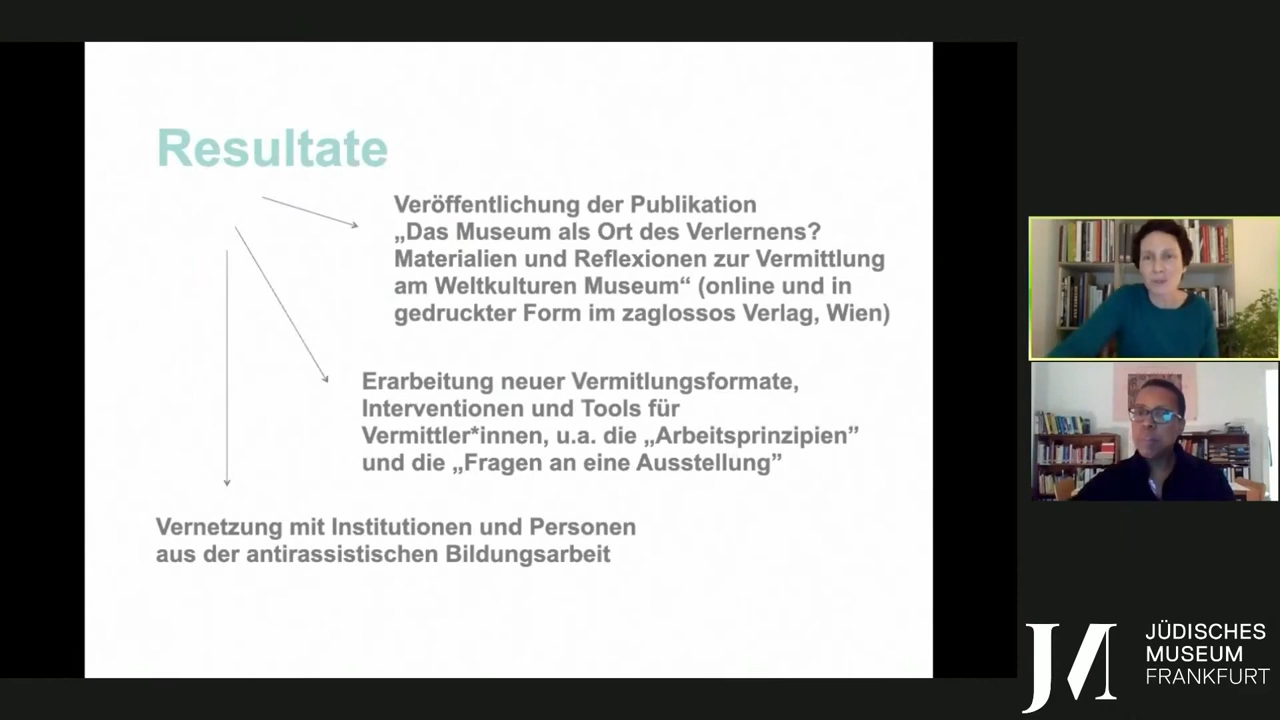 Resultate
Veröffentlichung der Publikation
„Das Museum als Ort des Verlernens?
Materialien und Reflexionen zur Vermittlung
am Weltkulturen Museum“ (online und in
gedruckter Form im zaglossos Verlag, Wien)
Erarbeitung neuer Vermitlungsformate,
Interventionen und Tools für
Vermittler*innen, u.a. die „Arbeitsprinzipien”
und die „Fragen an eine Ausstellung”
Vernetzung mit Institutionen und Personen
aus der antirassistischen Bildungsarbeit
JM
JÜDISCHES
MUSEUM
FRANKFURT